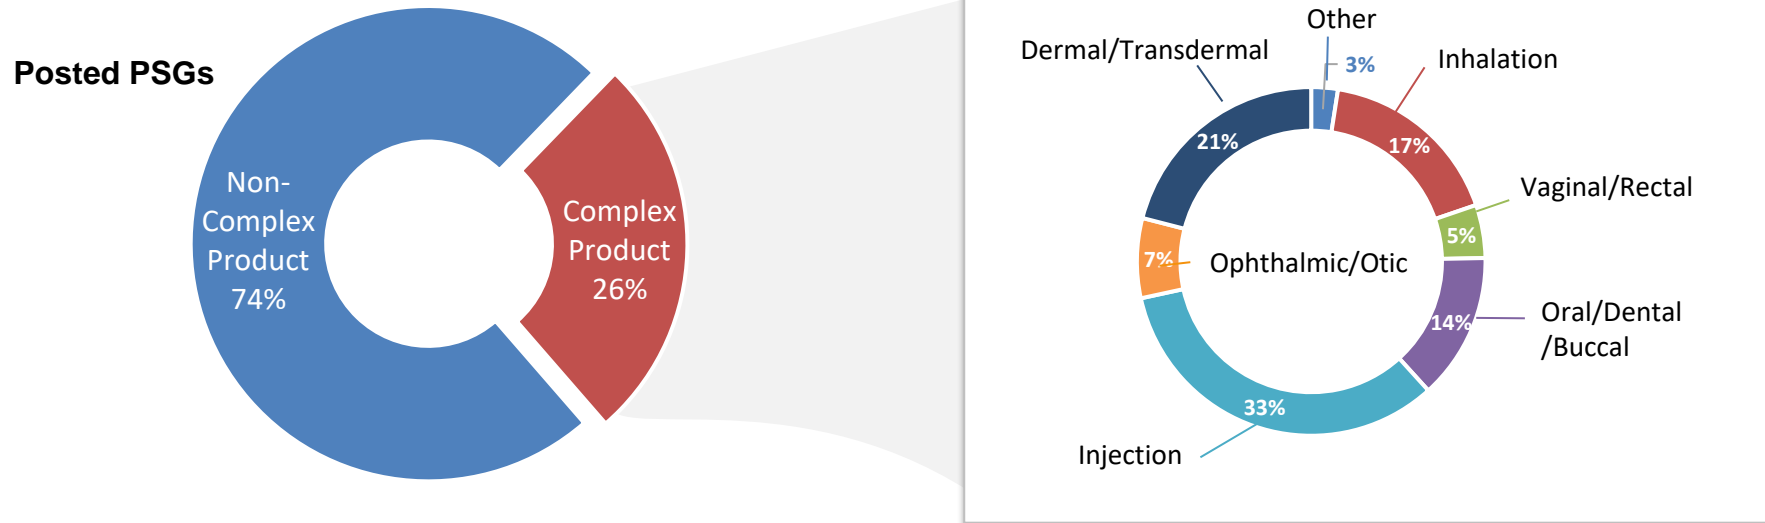 Posted PSGs
Non-
Complex
Product
74%
Complex
Product
26%
Other
3%
Dermal/Transdermal
21%
Inhalation
17%
Vaginal/Rectal
5%
Ophthalmic/Otic
7%
Oral/Dental
/Buccal
14%
Injection
33%